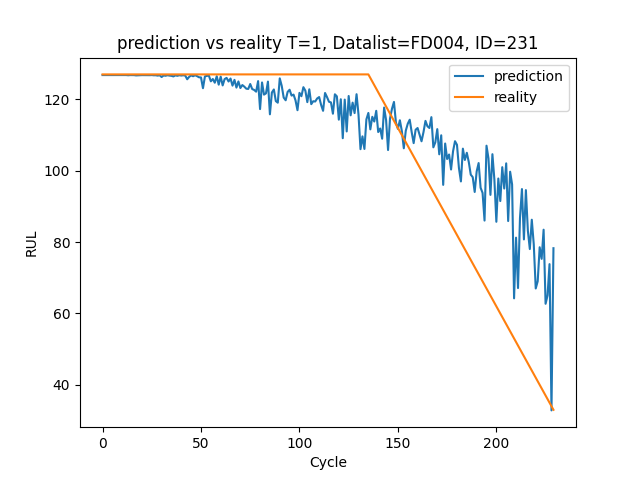 prediction vs reality T=1, Datalist=FD004, ID=231
prediction
reality
RUL
120
100
80
60
40
0 50 100 150 200
Cycle